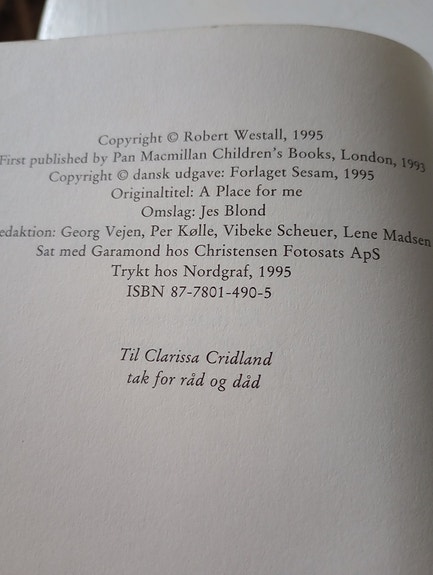 Copyright © Robert Westall, 1995
First published by Pan Macmillan Children's Books, London, 1993
Copyright © dansk udgave: Forlaget Sesam, 1995
Originaltitel: A Place for me
Omslag: Jes Blond
edaktion: Georg Vejen, Per Kølle, Vibeke Scheuer, Lene Madsen
Sat med Garamond hos Christensen Fotosats ApS
Trykt hos Nordgraf, 1995
ISBN 87-7801-490-5
Til Clarissa Cridland
tak for råd og dåd